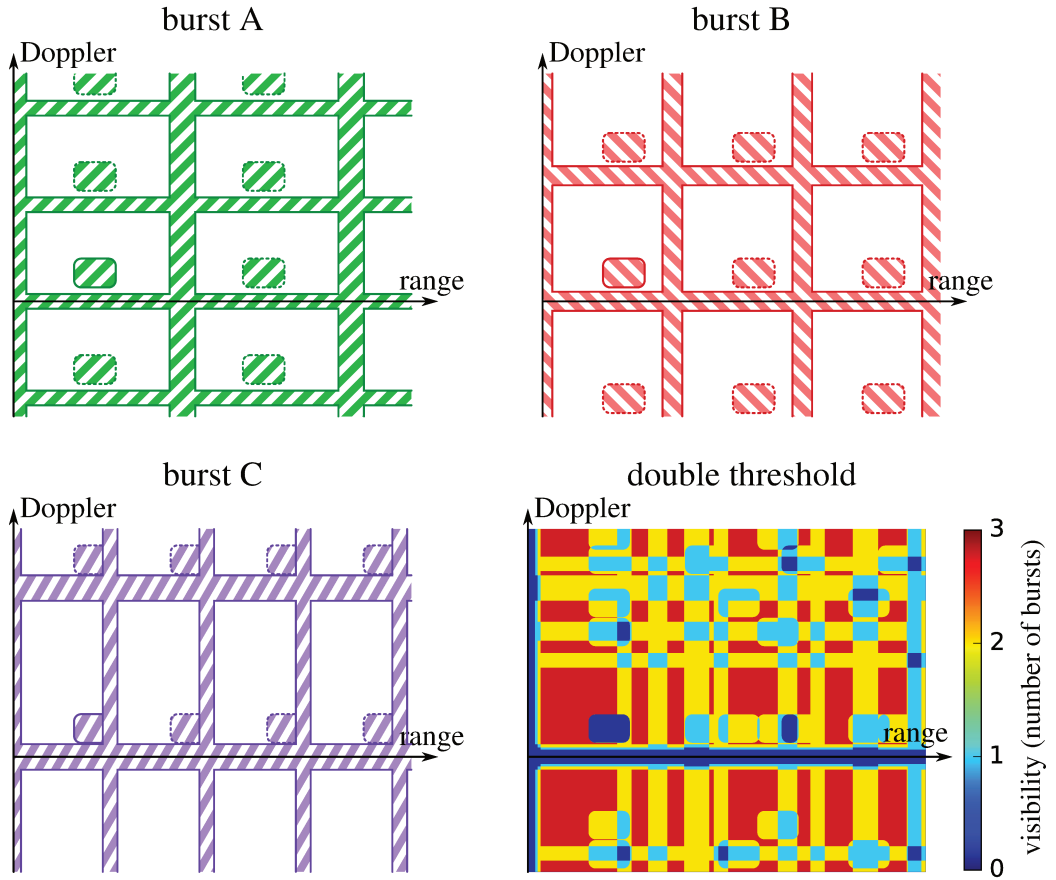 burst A
Doppler
range
burst B
Doppler
range
burst C
Doppler
range
double threshold
Doppler
range
3
2
1
0
visibility (number of bursts)